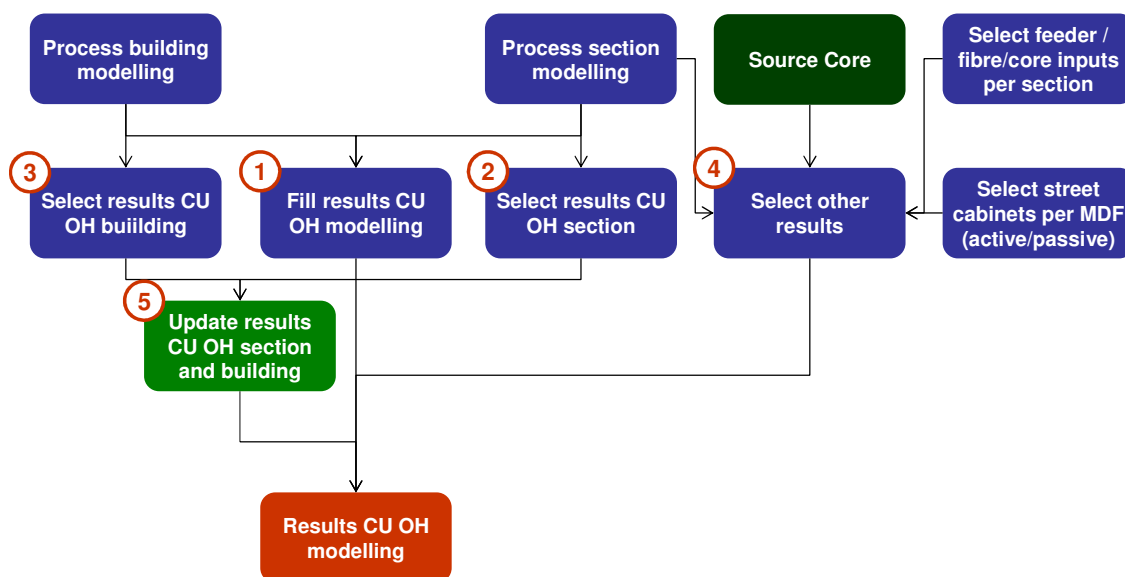 Process building
modelling
Process section
modelling
Source Core
Select feeder /
fibre/core inputs
per section
3
Select results CU
OH buiilding
1
Fill results CU
OH modelling
2
Select results CU
OH section
4
Select other
results
Select street
cabinets per MDF
(active/passive)
5
Update results
CU OH section
and building
Results CU OH
modelling